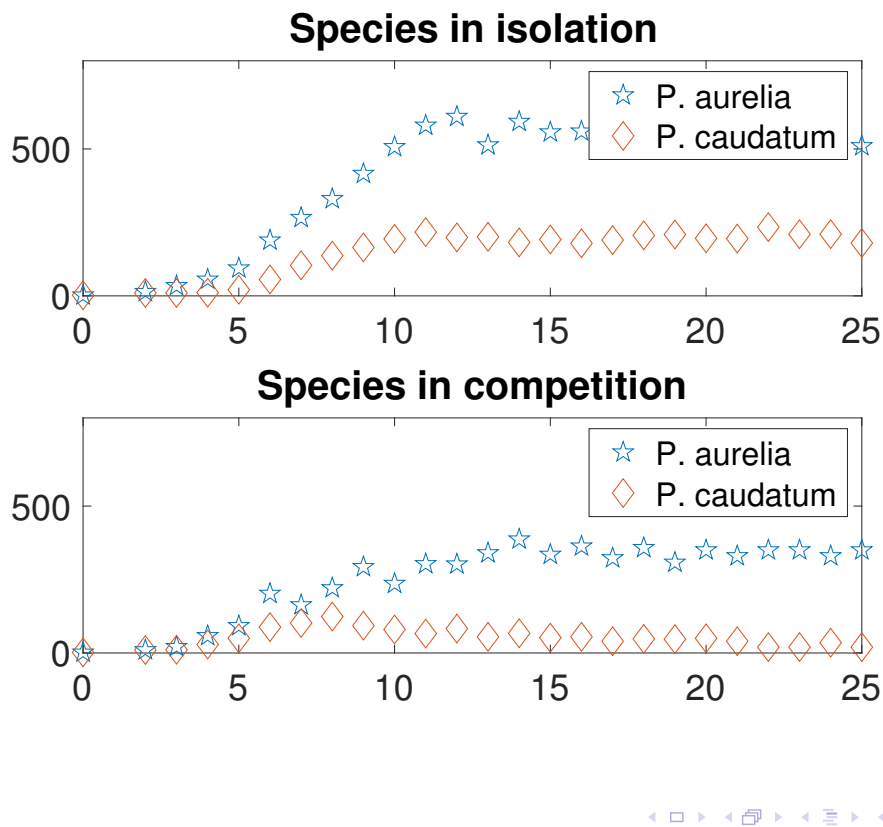 Species in isolation
P. aurelia
P. caudatum
500
0
0 5 10 15 20 25
Species in competition
P. aurelia
P. caudatum
500
0
0 5 10 15 20 25